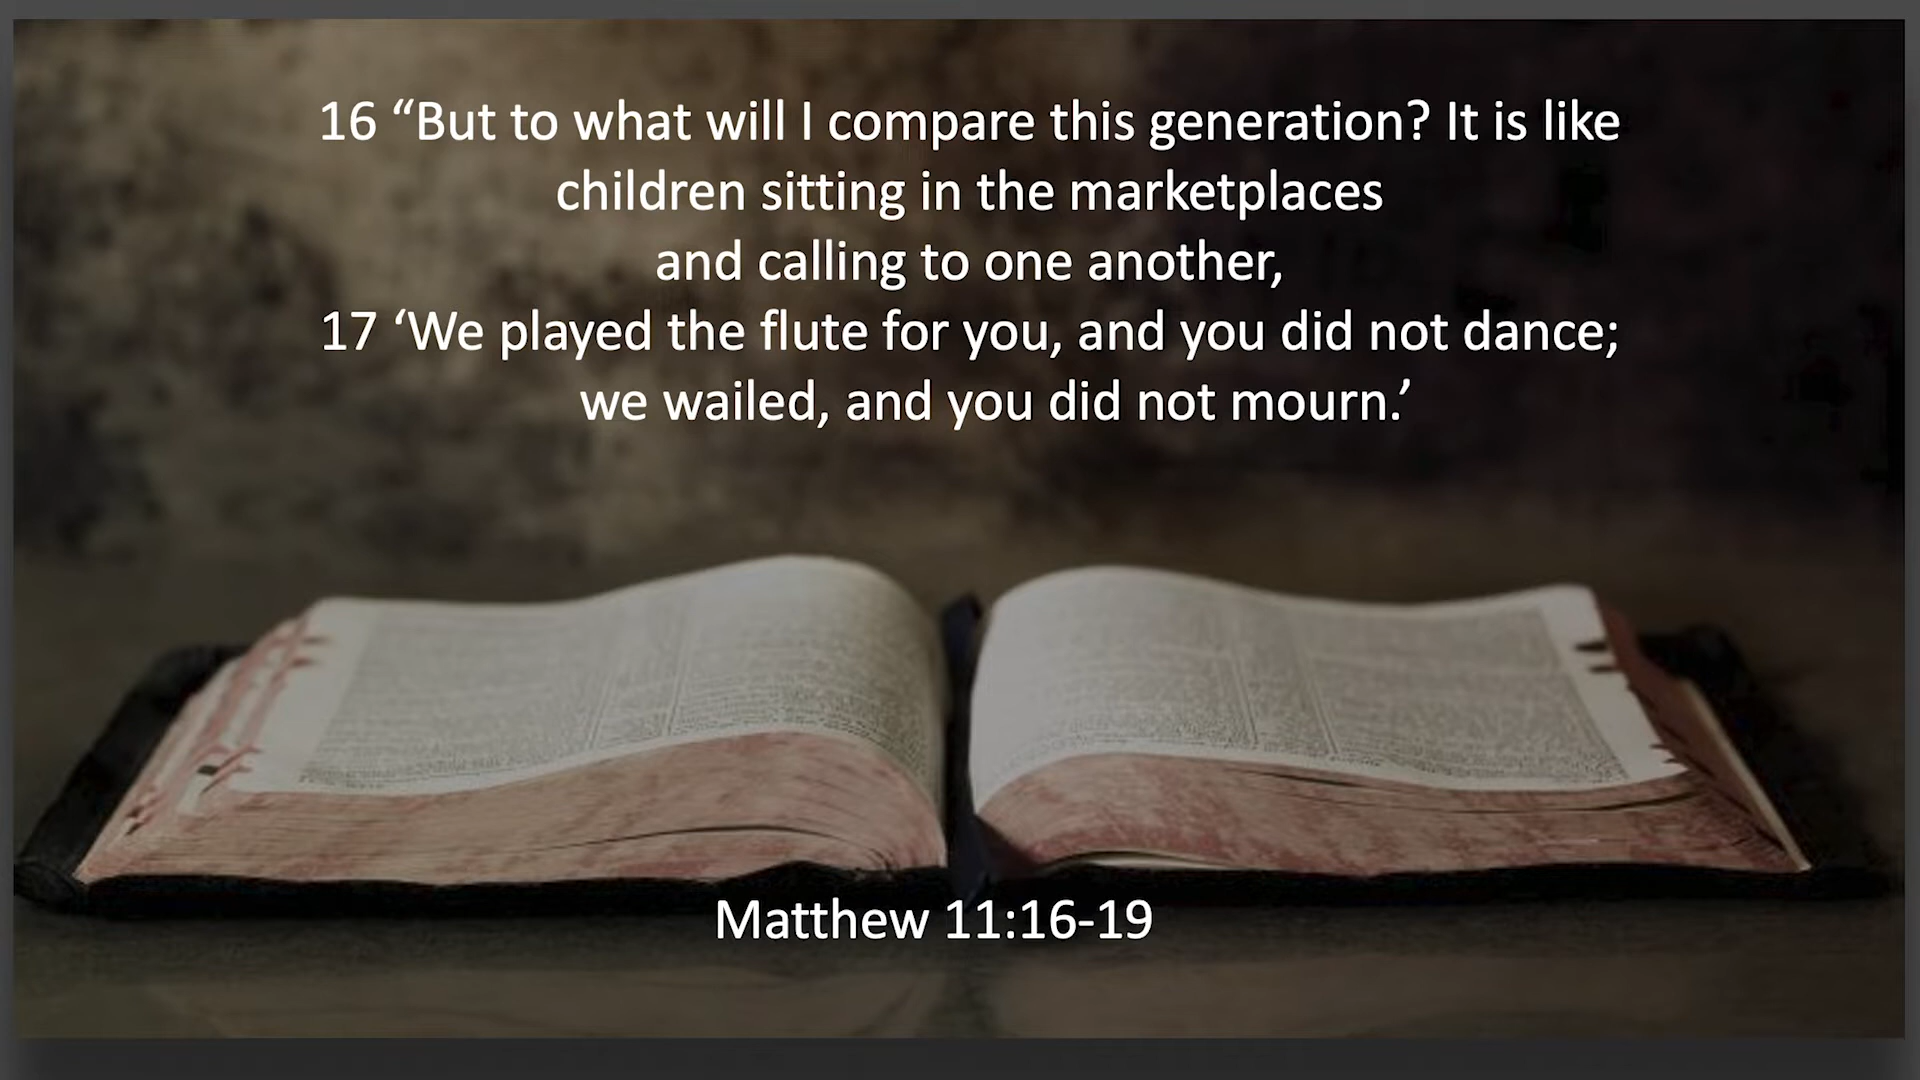 16 “But to what will I compare this generation? It is like
children sitting in the marketplaces
and calling to one another,
17 ‘We played the flute for you, and you did not dance;
we wailed, and you did not mourn.’
Matthew 11:16-19